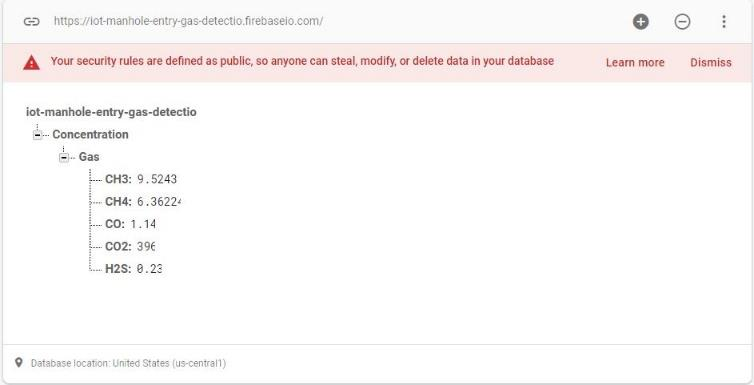 https://iot-manhole-entry-gas-detectio.firebaseio.com/
Your security rules are defined as public, so anyone can steal, modify, or delete data in your database
Learn more
Dismiss
iot-manhole-entry-gas-detectio
Concentration
Gas
CH3: 9.5243
CH4: 6.36224
CO: 1.14
CO2: 396
H2S: 0.23
Database location: United States (us-central1)